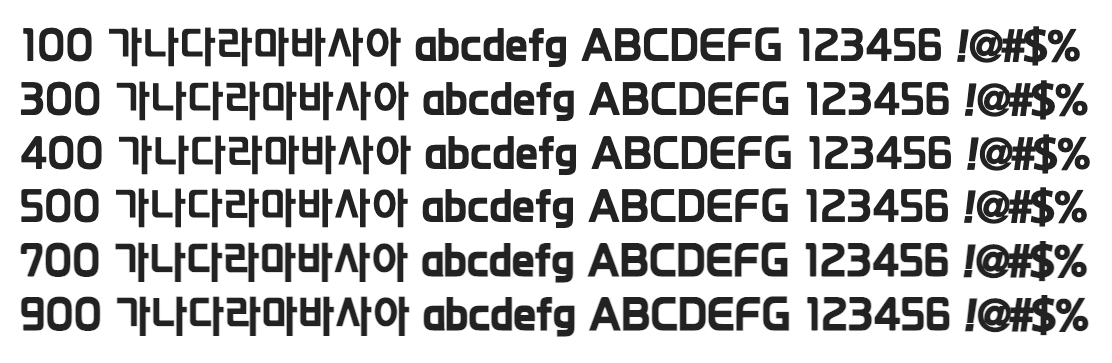 100 가나다라마바사아 abcdefg ABCDEFG 123456 !@#$%
300 가나다라마바사아 abcdefg ABCDEFG 123456 !@#$%
400 가나다라마바사아 abcdefg ABCDEFG 123456 !@#$%
500 가나다라마바사아 abcdefg ABCDEFG 123456 !@#$%
700 가나다라마바사아 abcdefg ABCDEFG 123456 !@#$%
900 가나다라마바사아 abcdefg ABCDEFG 123456 !@#$%